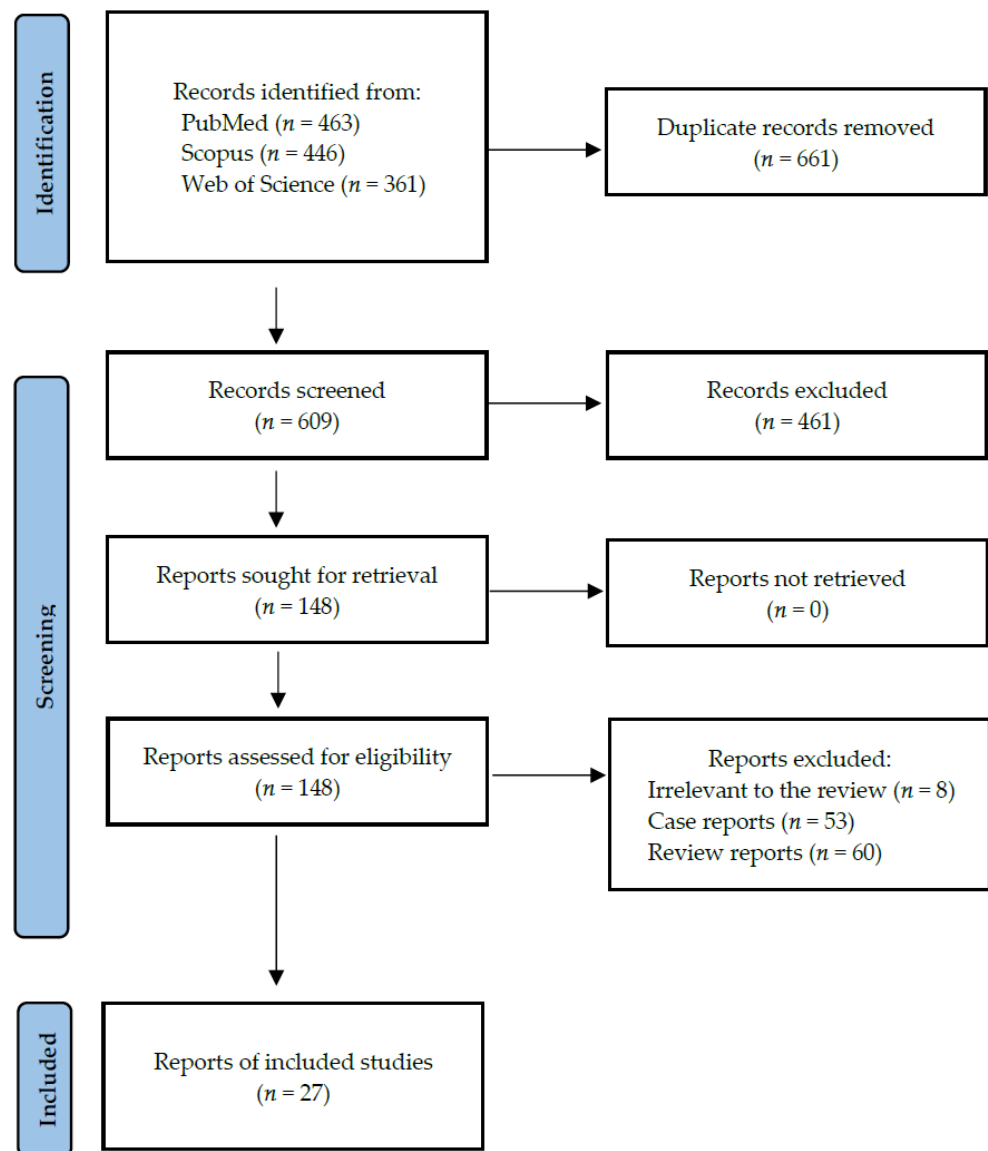 Identification
Records identified from:
PubMed (n = 463)
Scopus (n = 446)
Web of Science (n = 361)
Duplicate records removed
(n = 661)
Screening
Records screened
(n = 609)
Records excluded
(n = 461)
Reports sought for retrieval
(n = 148)
Reports not retrieved
(n = 0)
Reports assessed for eligibility
(n = 148)
Reports excluded:
Irrelevant to the review (n = 8)
Case reports (n = 53)
Review reports (n = 60)
Included
Reports of included studies
(n = 27)